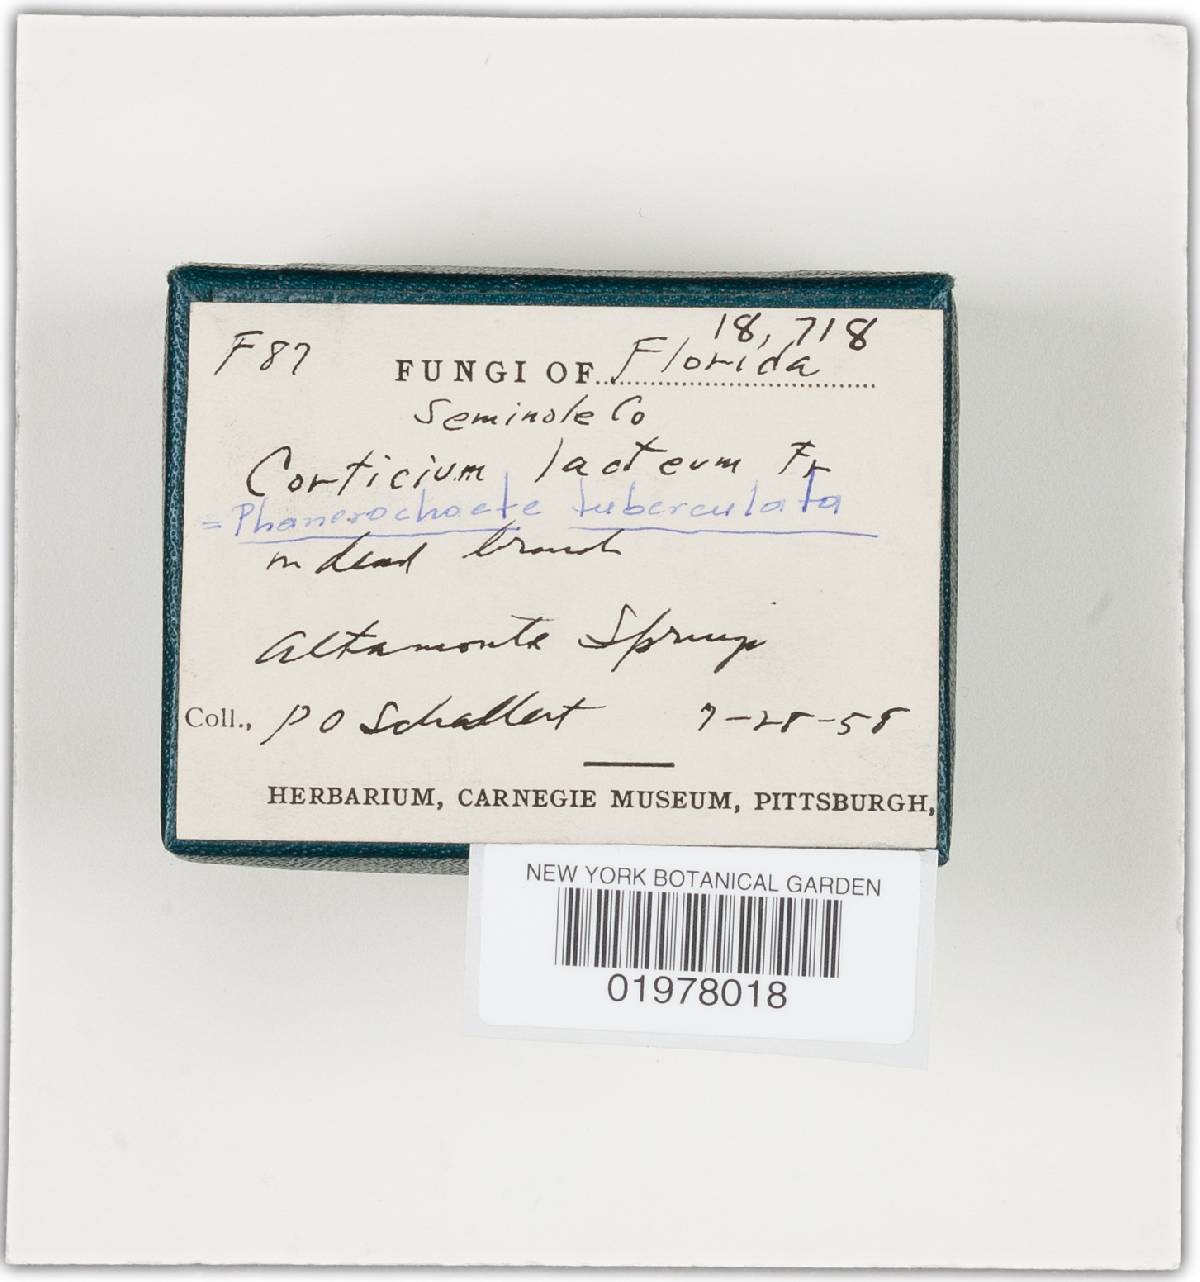 18,718
F87
FUNGI OF Florida
Seminole Co
Corticium lacteum Fr
= Phanerochaete tuberculata
on dead branch
Altamonte Springs
Coll., P O Schallert 7-28-58
HERBARIUM, CARNEGIE MUSEUM, PITTSBURGH,
NEW YORK BOTANICAL GARDEN
01978018